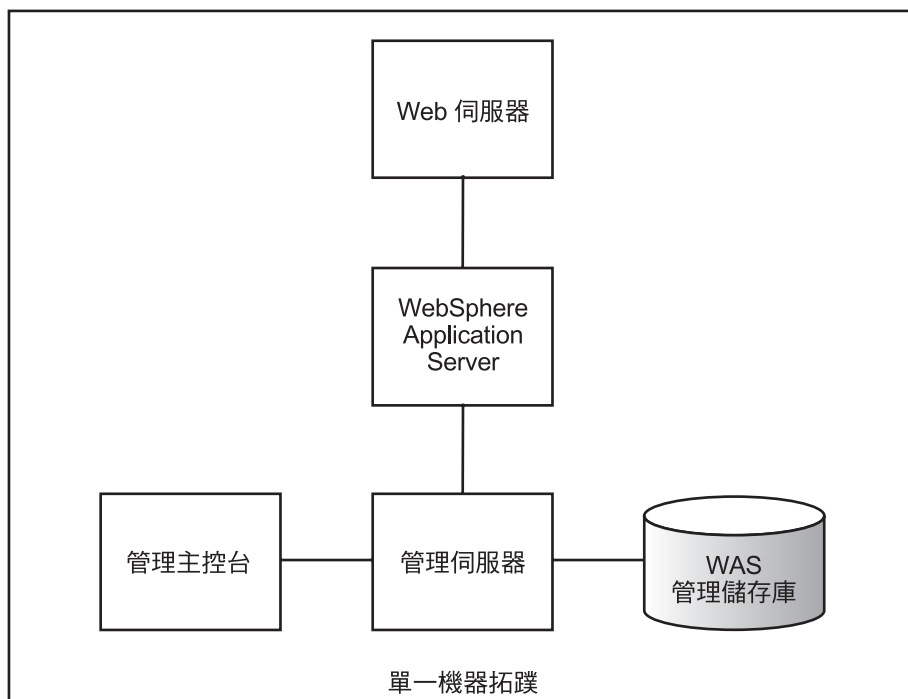 Web 伺服器
WebSphere
Application
Server
管理主控台
管理伺服器
WAS
管理儲存庫
單一機器拓蹼